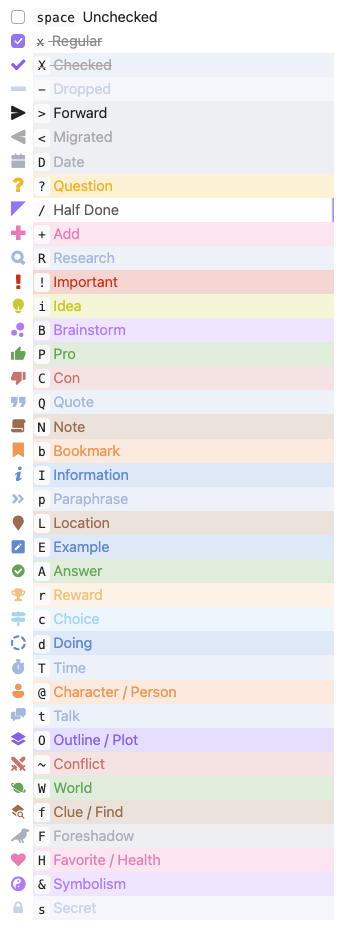 space Unchecked
x Regular
X Checked
- Dropped
> Forward
< Migrated
D Date
? Question
/ Half Done
+ Add
R Research
! Important
i Idea
B Brainstorm
P Pro
C Con
Q Quote
N Note
b Bookmark
I Information
p Paraphrase
L Location
E Example
A Answer
r Reward
c Choice
d Doing
T Time
@ Character / Person
t Talk
O Outline / Plot
~ Conflict
W World
f Clue / Find
F Foreshadow
H Favorite / Health
& Symbolism
s Secret